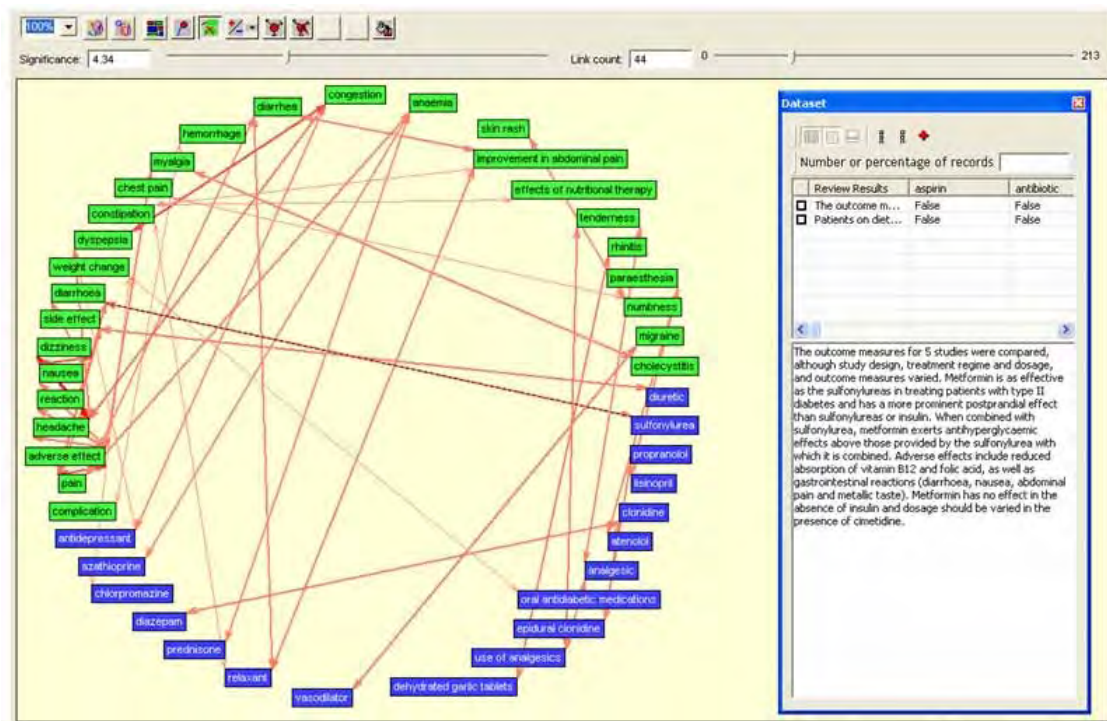 100%
Significance: 4.34
Link count: 44
0
213
congestion
anaemia
diarrhea
skin rash
hemorrhage
improvement in abdominal pain
myalgia
chest pain
effects of nutritional therapy
constipation
tenderness
dyspepsia
rhinitis
weight change
paraesthesia
diarrhoea
numbness
side effect
migraine
dizziness
cholecystitis
nausea
diuretic
reaction
sulfonylurea
headache
propranolol
adverse effect
lisinopril
pain
clonidine
complication
atenolol
antidepressant
analgesic
azathioprine
oral antidiabetic medications
chlorpromazine
epidural clonidine
diazepam
use of analgesics
prednisone
dehydrated garlic tablets
relaxant
vasodilator
Dataset
Number or percentage of records
Review Results aspirin antibiotic
The outcome m... False False
Patients on diet... False False
The outcome measures for 5 studies were compared,
although study design, treatment regime and dosage,
and outcome measures varied. Metformin is as effective
as the sulfonylureas in treating patients with type II
diabetes and has a more prominent postprandial effect
than sulfonylureas or insulin. When combined with
sulfonylurea, metformin exerts antihyperglycaemic
effects above those provided by the sulfonylurea with
which it is combined. Adverse effects include reduced
absorption of vitamin B12 and folic acid, as well as
gastrointestinal reactions (diarrhoea, nausea, abdominal
pain and metallic taste). Metformin has no effect in the
absence of insulin and dosage should be varied in the
presence of cimetidine.